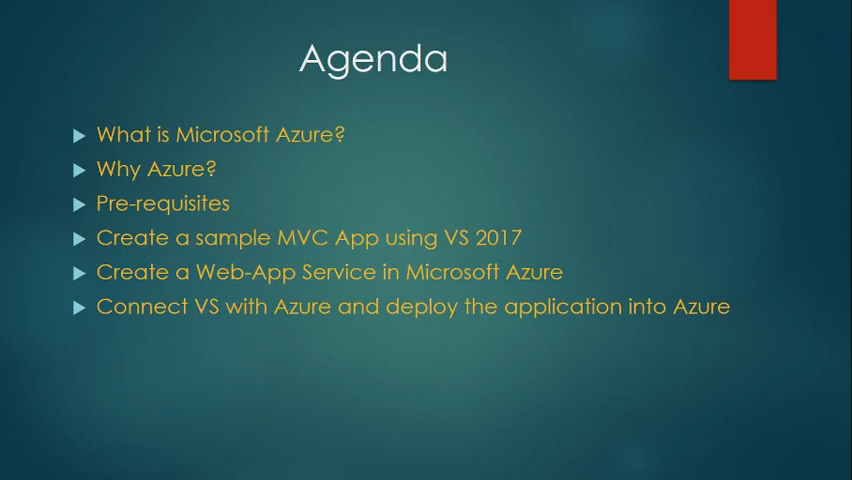 Agenda
What is Microsoft Azure?
Why Azure?
Pre-requisites
Create a sample MVC App using VS 2017
Create a Web-App Service in Microsoft Azure
Connect VS with Azure and deploy the application into Azure